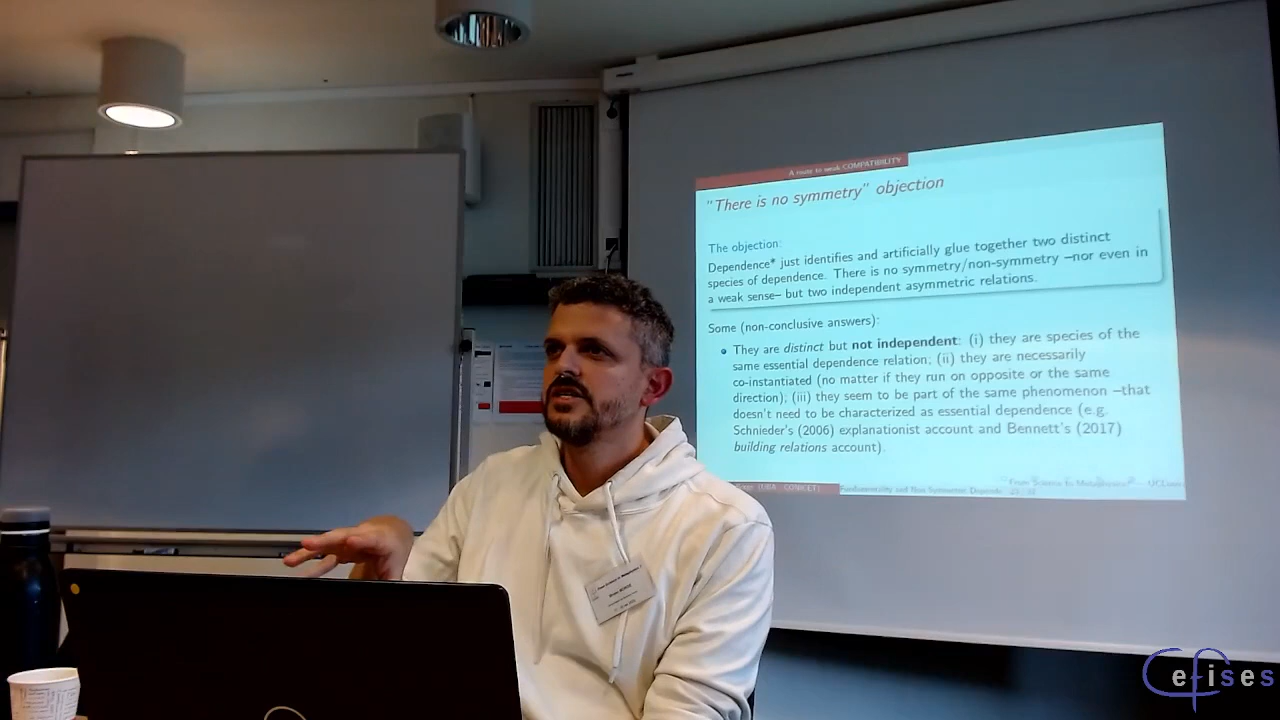 A route to weak COMPATIBILITY
"There is no symmetry" objection
The objection:
Dependence* just identifies and artificially glue together two distinct
species of dependence. There is no symmetry/non-symmetry –nor even in
a weak sense– but two independent asymmetric relations.
Some (non-conclusive answers):
They are distinct but not independent: (i) they are species of the
same essential dependence relation; (ii) they are necessarily
co-instantiated (no matter if they run on opposite or the same
direction); (iii) they seem to be part of the same phenomenon –that
doesn't need to be characterized as essential dependence (e.g.
Schnieder's (2006) explanationist account and Bennett's (2017)
building relations account).
Fundamentality and Non Symmetric
Cefises